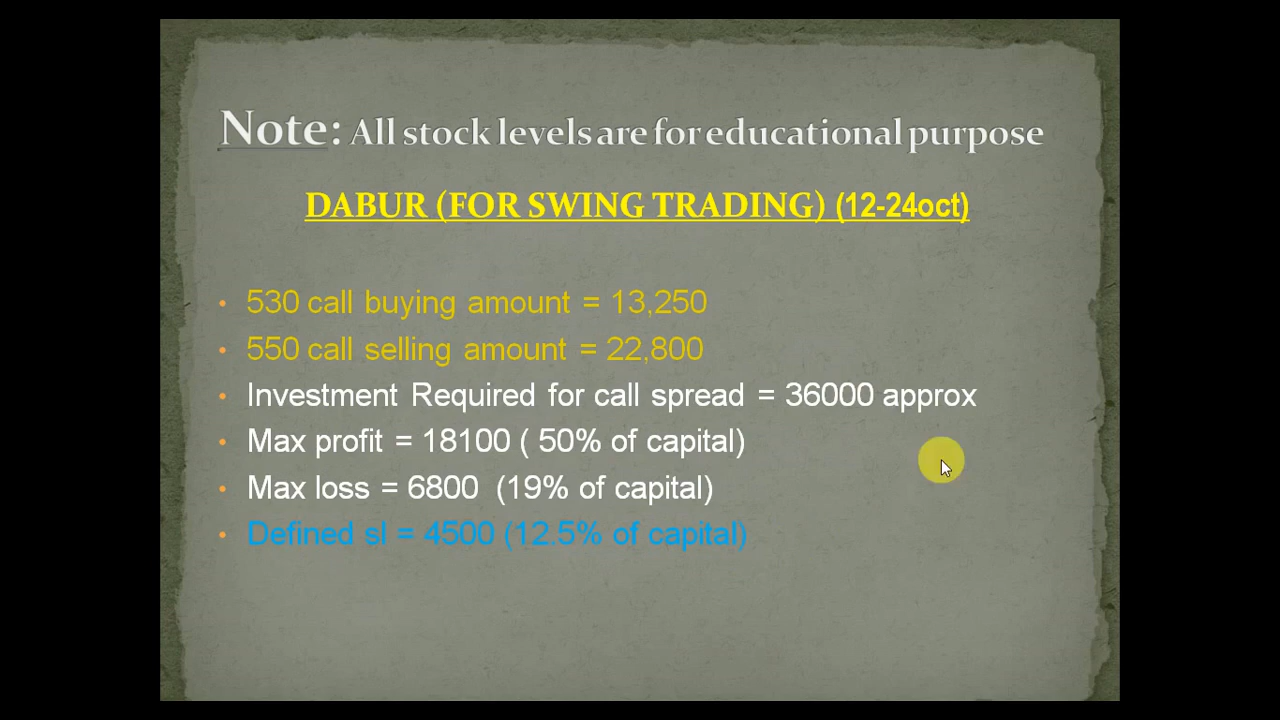 Note: All stock levels are for educational purpose
DABUR (FOR SWING TRADING) (12-24oct)
• 530 call buying amount = 13,250
• 550 call selling amount = 22,800
• Investment Required for call spread = 36000 approx
• Max profit = 18100 ( 50% of capital)
• Max loss = 6800 (19% of capital)
• Defined sl = 4500 (12.5% of capital)